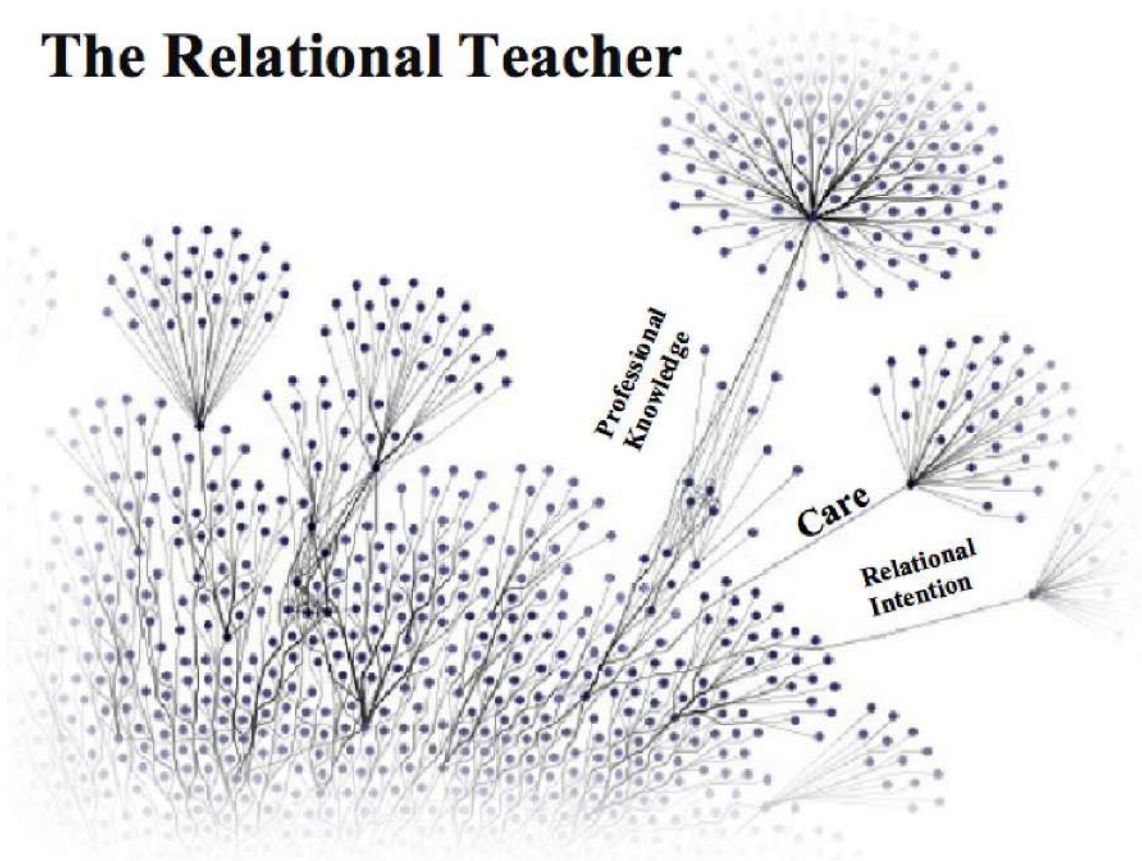 The Relational Teacher
Professional
Knowledge
Care
Relational
Intention